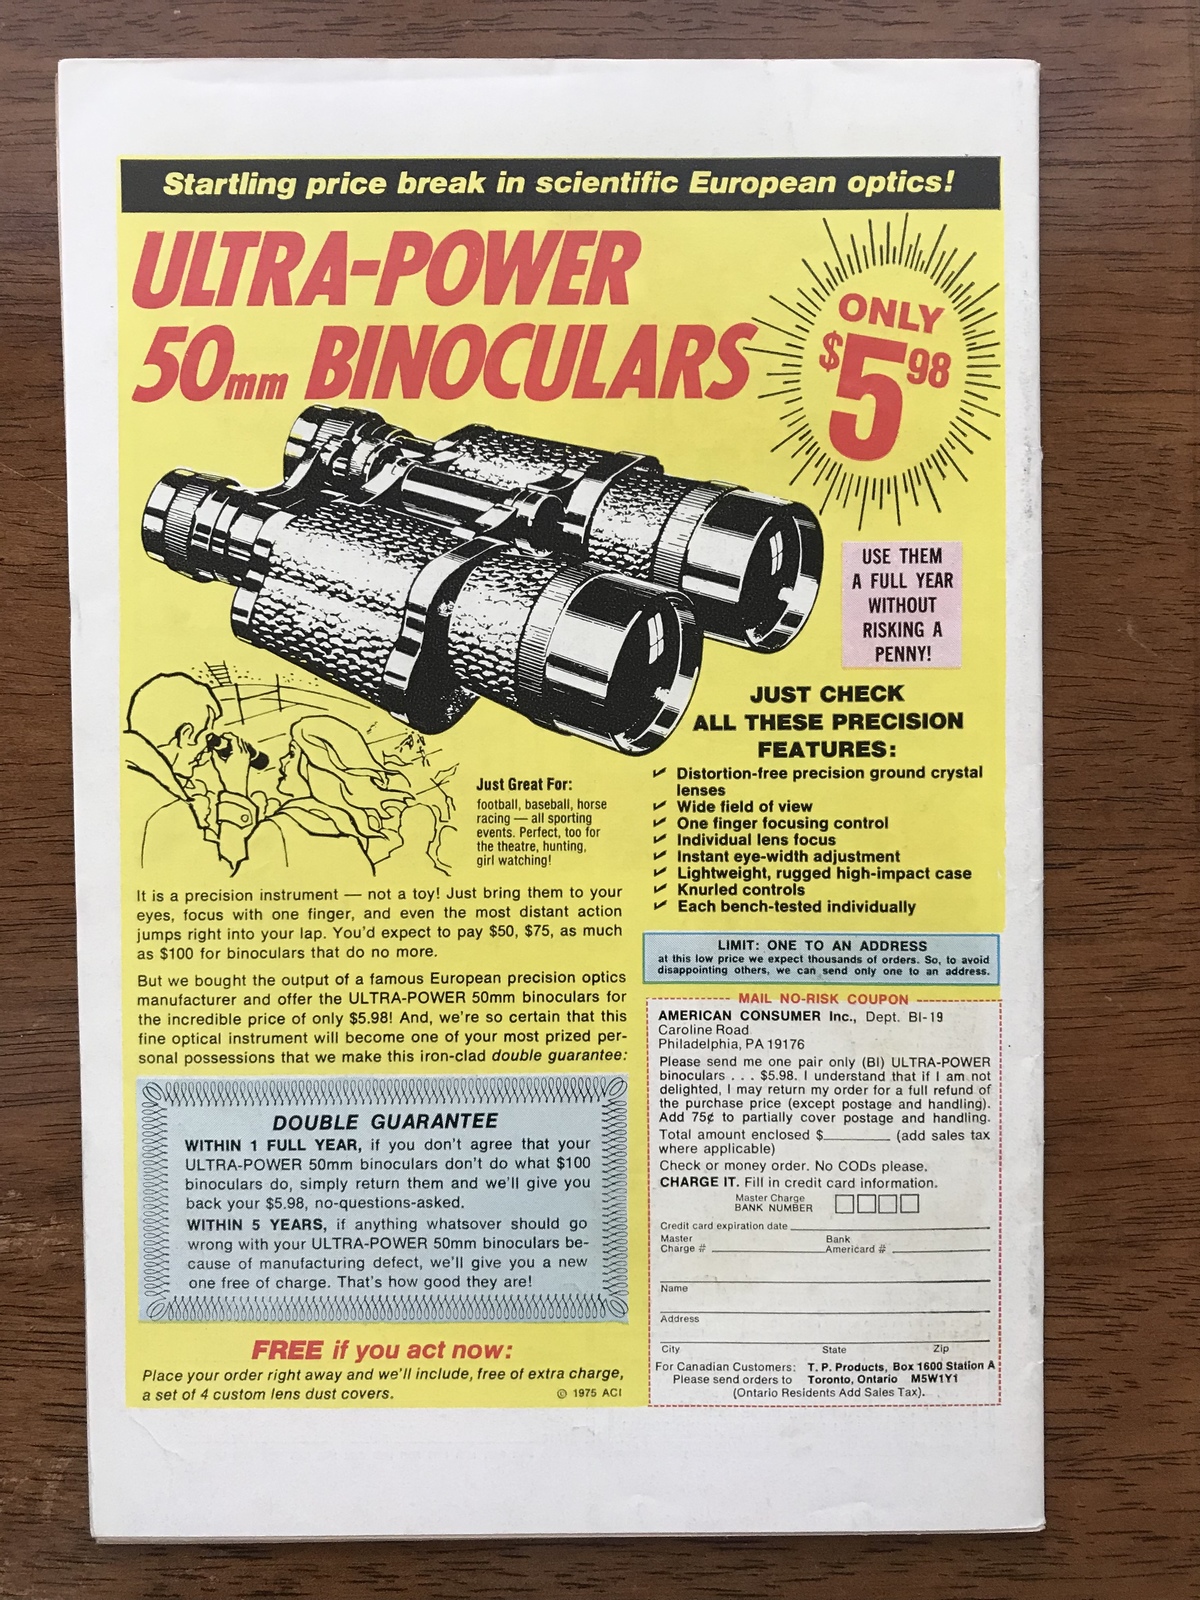 Startling price break in scientific European optics!
ULTRA-POWER
50mm BINOCULARS
ONLY
$5.98
USE THEM
A FULL YEAR
WITHOUT
RISKING A
PENNY!
JUST CHECK
ALL THESE PRECISION
FEATURES:
✓ Distortion-free precision ground crystal
lenses
✓ Wide field of view
✓ One finger focusing control
✓ Individual lens focus
✓ Instant eye-width adjustment
✓ Lightweight, rugged high-impact case
✓ Knurled controls
✓ Each bench-tested individually
Just Great For:
football, baseball, horse
racing — all sporting
events. Perfect, too for
the theatre, hunting,
girl watching!
It is a precision instrument — not a toy! Just bring them to your
eyes, focus with one finger, and even the most distant action
jumps right into your lap. You'd expect to pay $50, $75, as much
as $100 for binoculars that do no more.
But we bought the output of a famous European precision optics
manufacturer and offer the ULTRA-POWER 50mm binoculars for
the incredible price of only $5.98! And, we're so certain that this
fine optical instrument will become one of your most prized per-
sonal possessions that we make this iron-clad double guarantee:
DOUBLE GUARANTEE
WITHIN 1 FULL YEAR, if you don't agree that your
ULTRA-POWER 50mm binoculars don't do what $100
binoculars do, simply return them and we'll give you
back your $5.98, no-questions-asked.
WITHIN 5 YEARS, if anything whatsover should go
wrong with your ULTRA-POWER 50mm binoculars be-
cause of manufacturing defect, we'll give you a new
one free of charge. That's how good they are!
FREE if you act now:
Place your order right away and we'll include, free of extra charge,
a set of 4 custom lens dust covers.
© 1975 ACI
LIMIT: ONE TO AN ADDRESS
at this low price we expect thousands of orders. So, to avoid
disappointing others, we can send only one to an address.
MAIL NO-RISK COUPON
AMERICAN CONSUMER Inc., Dept. BI-19
Caroline Road
Philadelphia, PA 19176
Please send me one pair only (BI) ULTRA-POWER
binoculars . . . $5.98. I understand that if I am not
delighted, I may return my order for a full refund of
the purchase price (except postage and handling).
Add 75¢ to partially cover postage and handling.
Total amount enclosed $__________ (add sales tax
where applicable)
Check or money order. No CODs please.
CHARGE IT. Fill in credit card information.
Master Charge
BANK NUMBER
Credit card expiration date
Master Bank
Charge # Americard #
Name
Address
City State Zip
For Canadian Customers: T. P. Products, Box 1600 Station A
Please send orders to Toronto, Ontario M5W1Y1
(Ontario Residents Add Sales Tax).